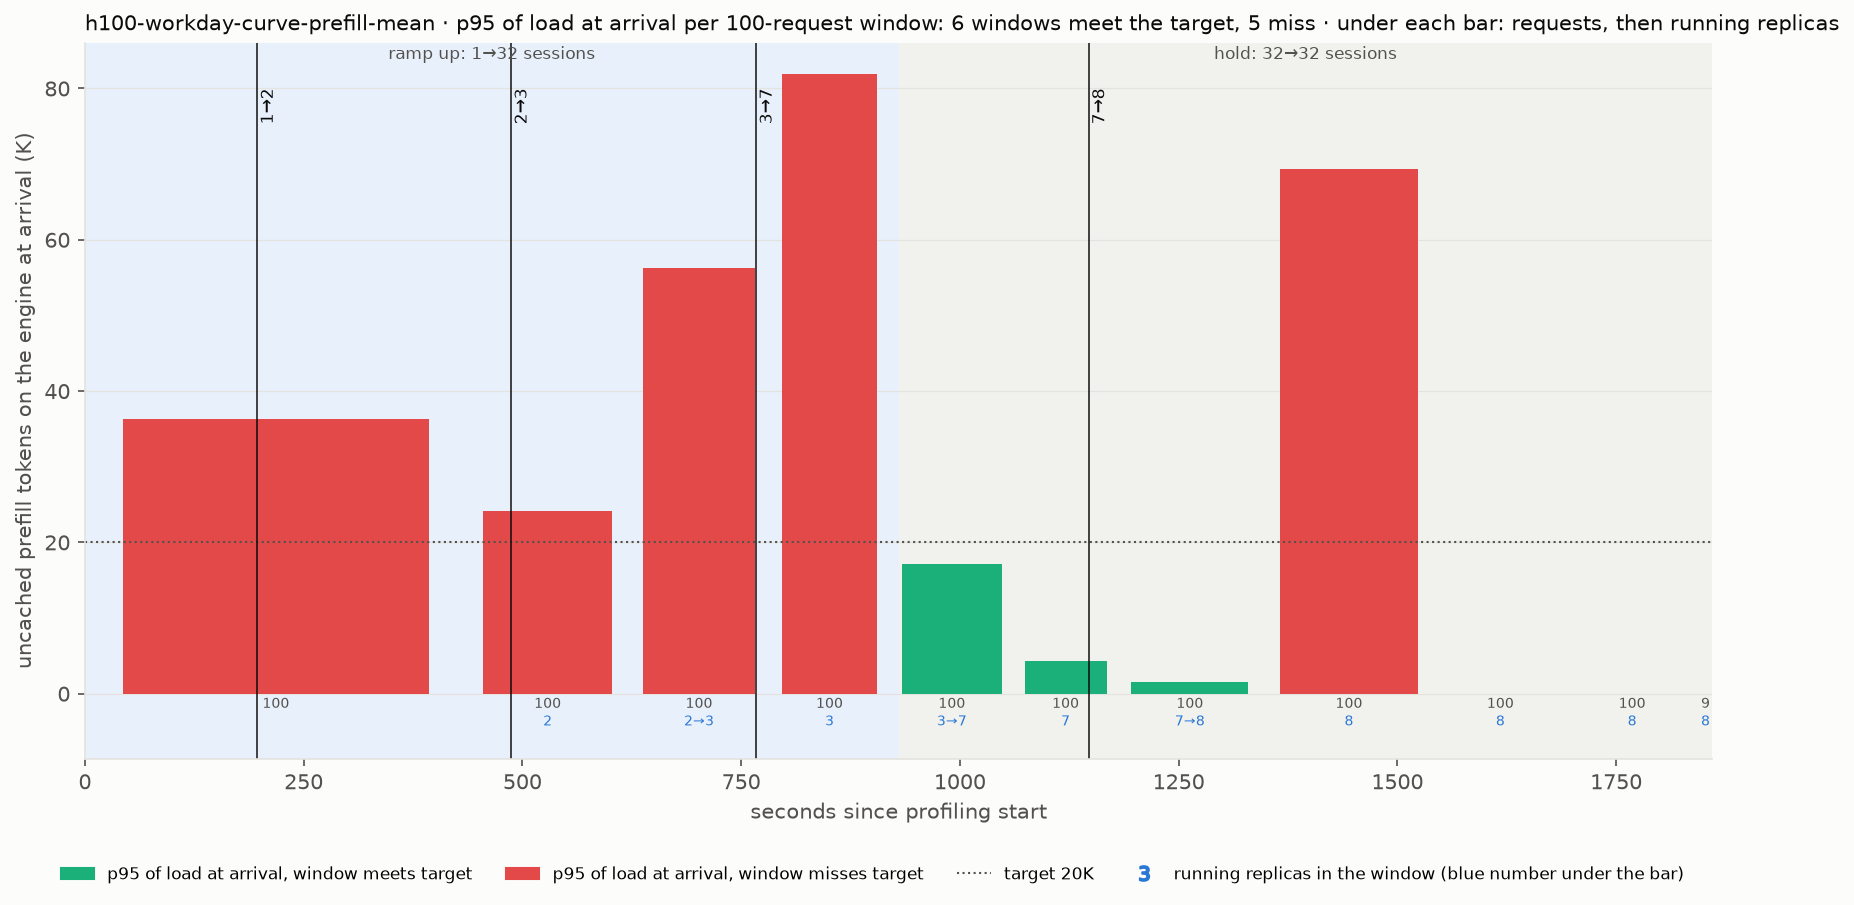 h100-workday-curve-prefill-mean · p95 of load at arrival per 100-request window: 6 windows meet the target, 5 miss · under each bar: requests, then running replicas
ramp up: 1→32 sessions
hold: 32→32 sessions
1→2
2→3
3→7
7→8
uncached prefill tokens on the engine at arrival (K)
80
60
40
20
0
100 100 100 100 100 100 100 100 100 100 9
2 2→3 3 3→7 7 7→8 8 8 8 8
0 250 500 750 1000 1250 1500 1750
seconds since profiling start
p95 of load at arrival, window meets target
p95 of load at arrival, window misses target
target 20K
3 running replicas in the window (blue number under the bar)